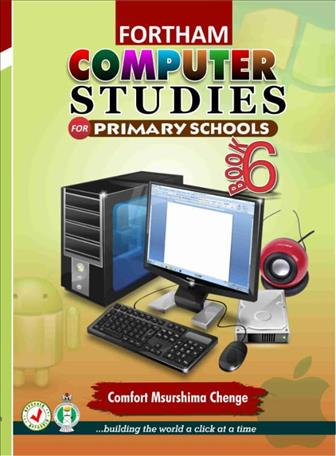 FORTHAM
COMPUTER
STUDIES
FOR PRIMARY SCHOOLS
BOOK 6
Comfort Msurshima Chenge
...building the world a click at a time